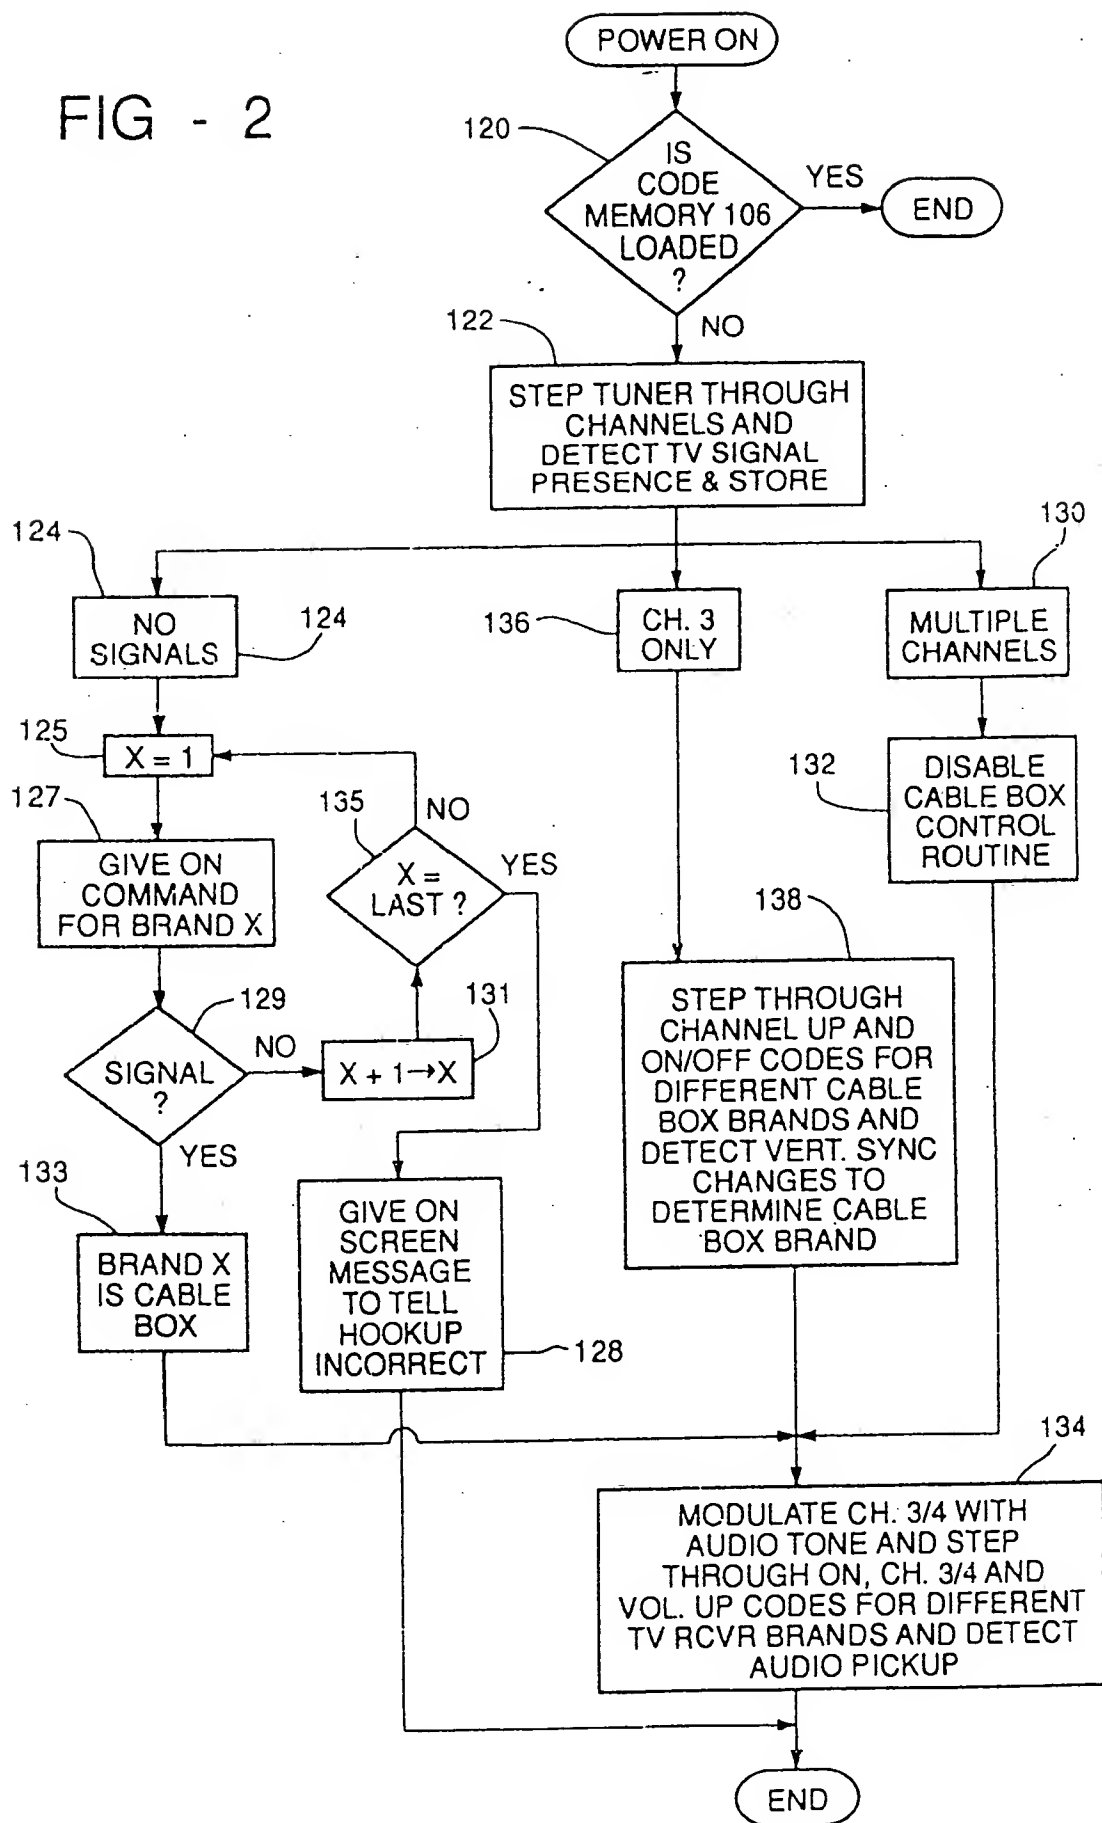 POWER ON
FIG - 2
120
IS
CODE
MEMORY 106
LOADED
?
YES
END
NO
122
STEP TUNER THROUGH
CHANNELS AND
DETECT TV SIGNAL
PRESENCE & STORE
124
NO
SIGNALS
124
136
CH. 3
ONLY
130
MULTIPLE
CHANNELS
125
X = 1
132
DISABLE
CABLE BOX
CONTROL
ROUTINE
127
GIVE ON
COMMAND
FOR BRAND X
135
NO
X =
LAST ?
YES
129
SIGNAL
?
NO
131
X + 1→X
YES
138
STEP THROUGH
CHANNEL UP AND
ON/OFF CODES FOR
DIFFERENT CABLE
BOX BRANDS AND
DETECT VERT. SYNC
CHANGES TO
DETERMINE CABLE
BOX BRAND
133
BRAND X
IS CABLE
BOX
GIVE ON
SCREEN
MESSAGE
TO TELL
HOOKUP
INCORRECT
128
134
MODULATE CH. 3/4 WITH
AUDIO TONE AND STEP
THROUGH ON, CH. 3/4 AND
VOL. UP CODES FOR DIFFERENT
TV RCVR BRANDS AND DETECT
AUDIO PICKUP
END